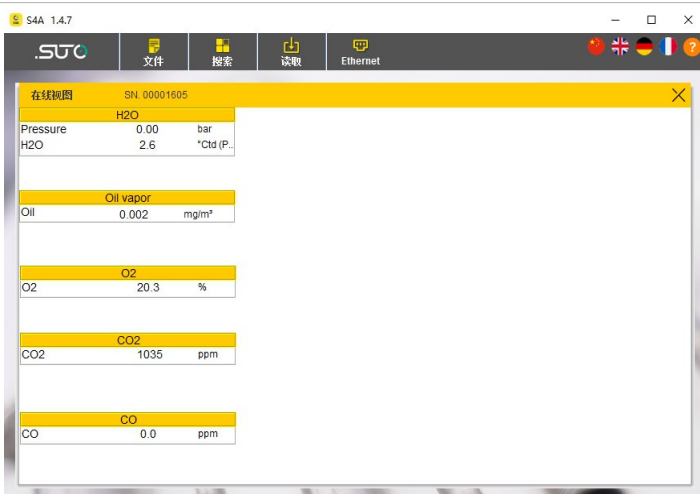 S4A 1.4.7
.SUTO
文件
搜索
读取
Ethernet
?
在线视图 SN. 00001605
H2O
Pressure 0.00 bar
H2O 2.6 °Ctd (P..
Oil vapor
Oil 0.002 mg/m³
O2
O2 20.3 %
CO2
CO2 1035 ppm
CO
CO 0.0 ppm